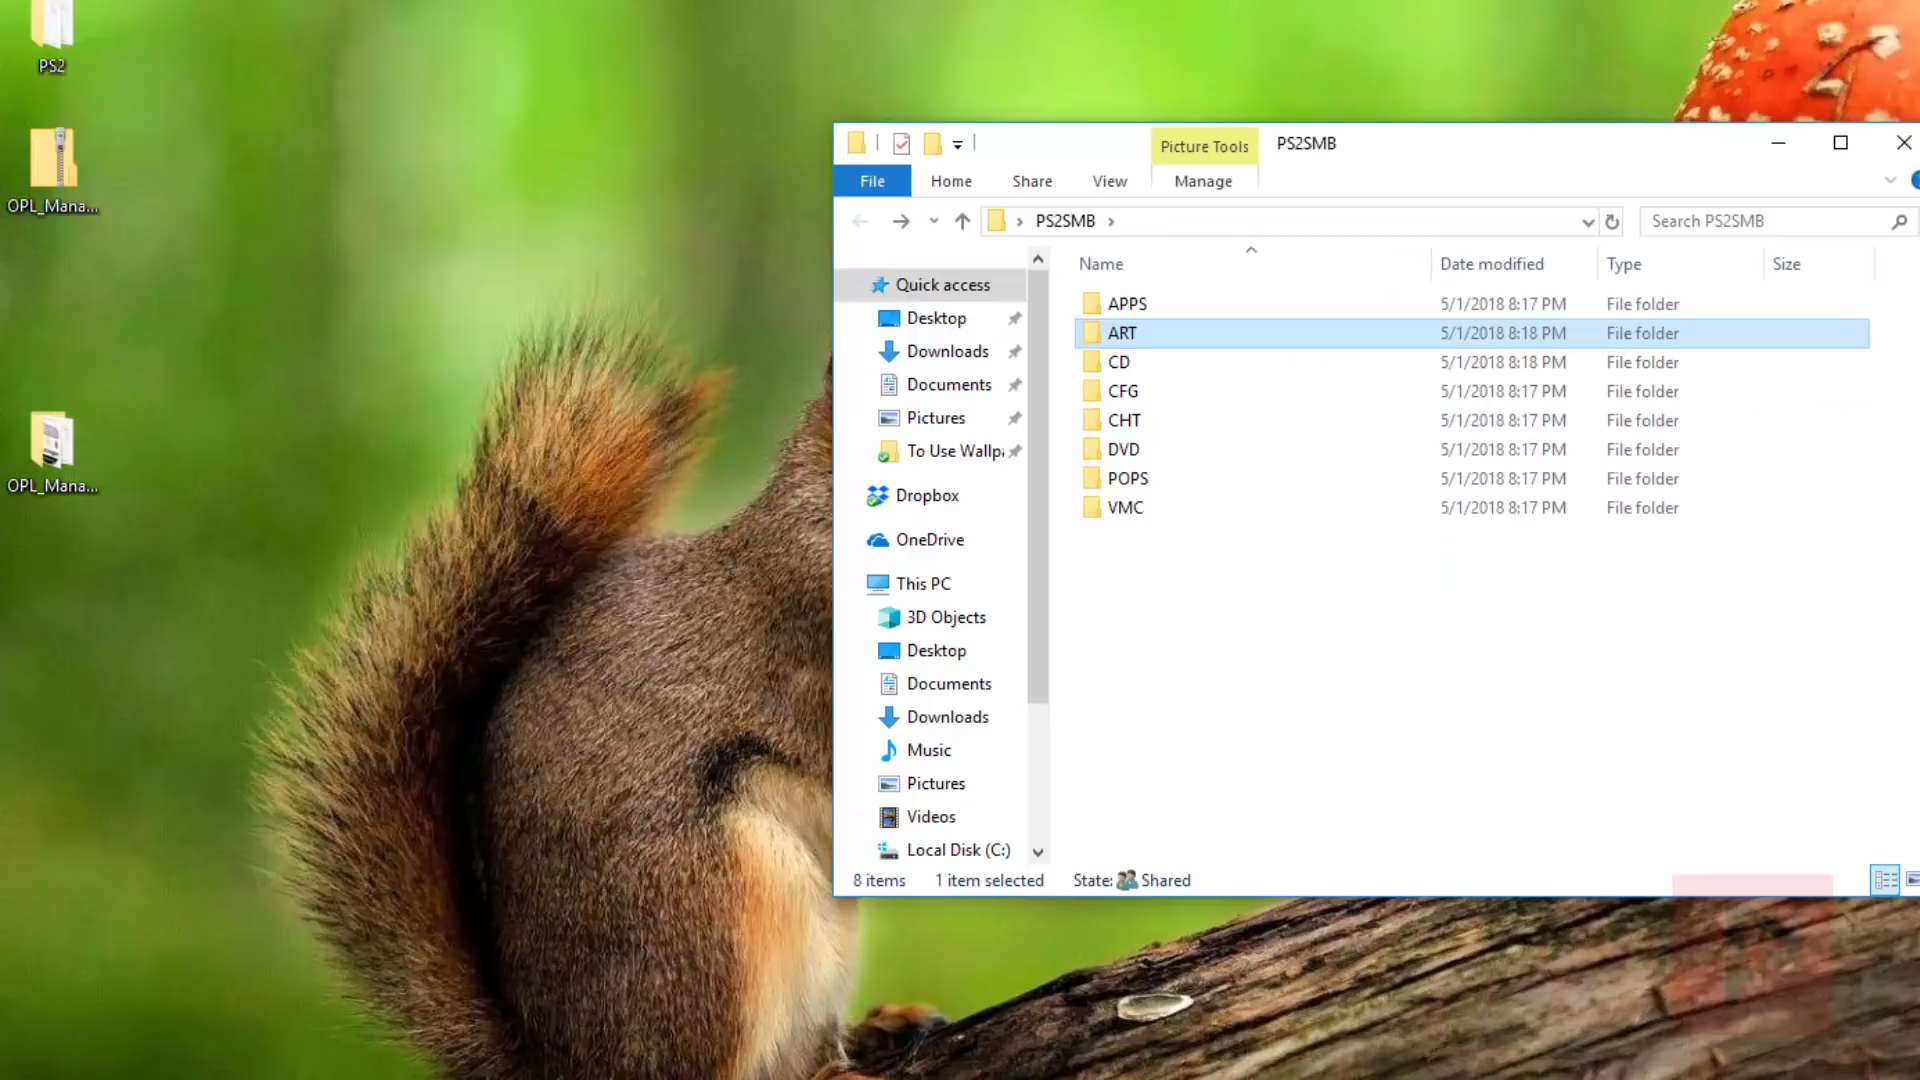 PS2
OPL_Mana...
OPL_Mana...
Picture Tools
PS2SMB
File
Home
Share
View
Manage
PS2SMB
Search PS2SMB
Name
Date modified
Type
Size
Quick access
Desktop
Downloads
Documents
Pictures
To Use Wallp
Dropbox
OneDrive
This PC
3D Objects
Desktop
Documents
Downloads
Music
Pictures
Videos
Local Disk (C:)
APPS 5/1/2018 8:17 PM File folder
ART 5/1/2018 8:18 PM File folder
CD 5/1/2018 8:18 PM File folder
CFG 5/1/2018 8:17 PM File folder
CHT 5/1/2018 8:17 PM File folder
DVD 5/1/2018 8:17 PM File folder
POPS 5/1/2018 8:17 PM File folder
VMC 5/1/2018 8:17 PM File folder
8 items
1 item selected
State: Shared